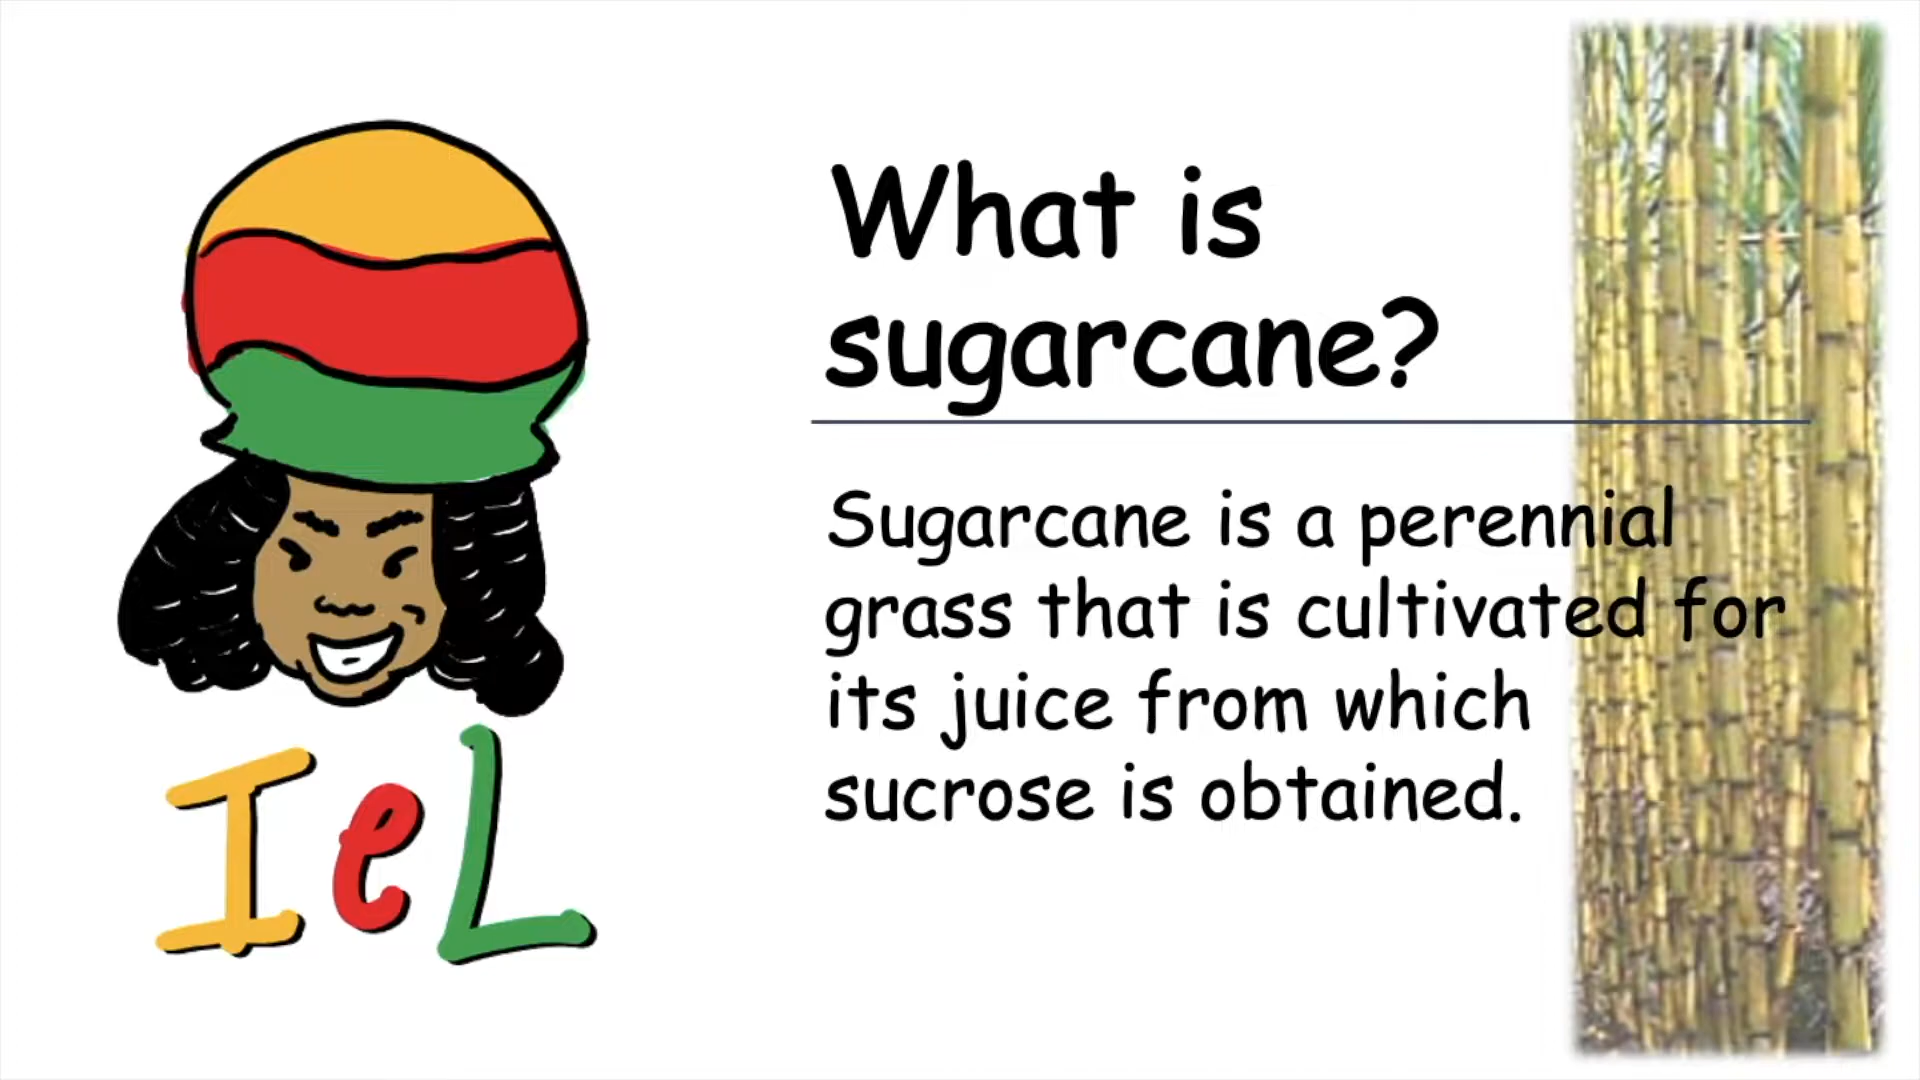 What is
sugarcane?
Sugarcane is a perennial
grass that is cultivated for
its juice from which
sucrose is obtained.
IeL